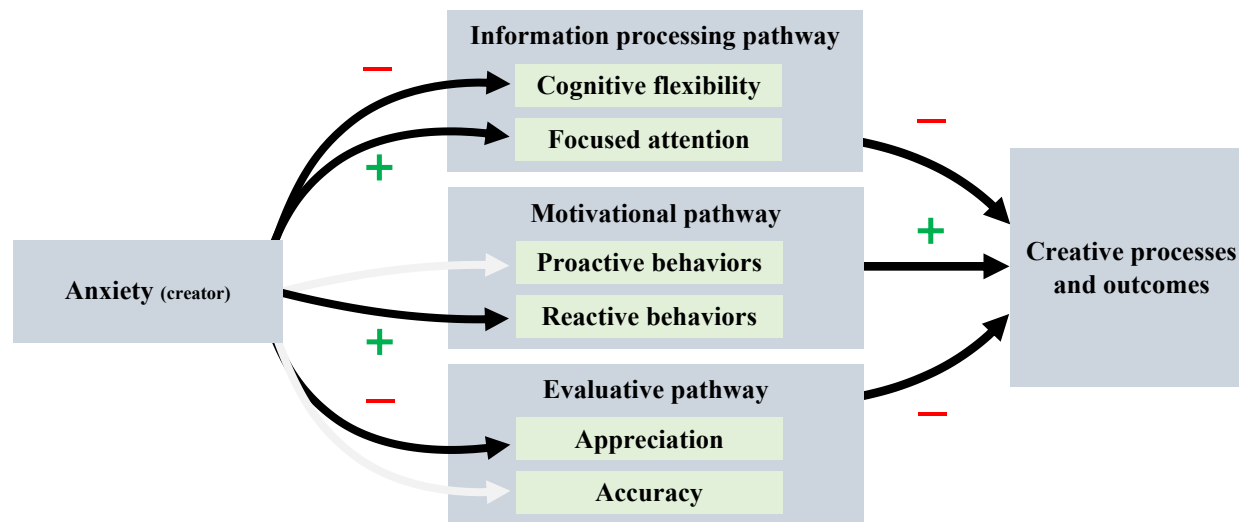 Information processing pathway
Cognitive flexibility
Focused attention
Motivational pathway
Proactive behaviors
Reactive behaviors
Evaluative pathway
Appreciation
Accuracy
Anxiety (creator)
Creative processes
and outcomes
−
+
+
−
−
+
−